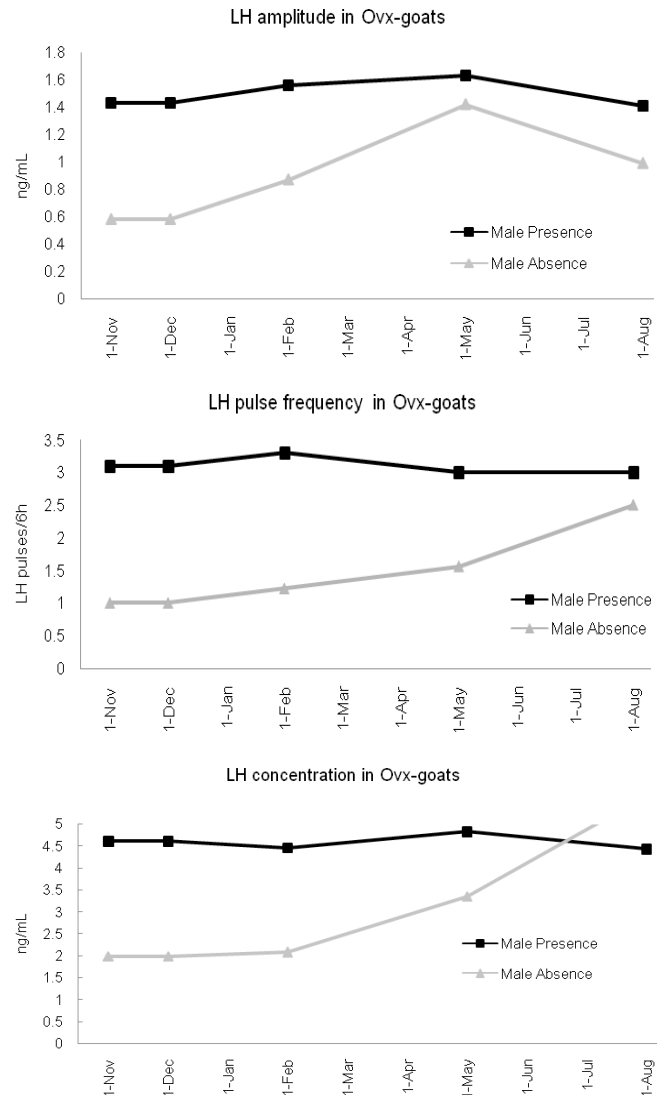 LH amplitude in Ovx-goats
1.8
1.6
1.4
1.2
1
0.8
0.6
0.4
0.2
0
ng/mL
Male Presence
Male Absence
1-Nov
1-Dec
1-Jan
1-Feb
1-Mar
1-Apr
1-May
1-Jun
1-Jul
1-Aug
LH pulse frequency in Ovx-goats
3.5
3
2.5
2
1.5
1
0.5
0
LH pulses/6h
Male Presence
Male Absence
1-Nov
1-Dec
1-Jan
1-Feb
1-Mar
1-Apr
1-May
1-Jun
1-Jul
1-Aug
LH concentration in Ovx-goats
5
4.5
4
3.5
3
2.5
2
1.5
1
0.5
0
ng/mL
Male Presence
Male Absence
1-Nov
1-Dec
1-Jan
1-Feb
1-Mar
1-Apr
1-May
1-Jun
1-Jul
1-Aug